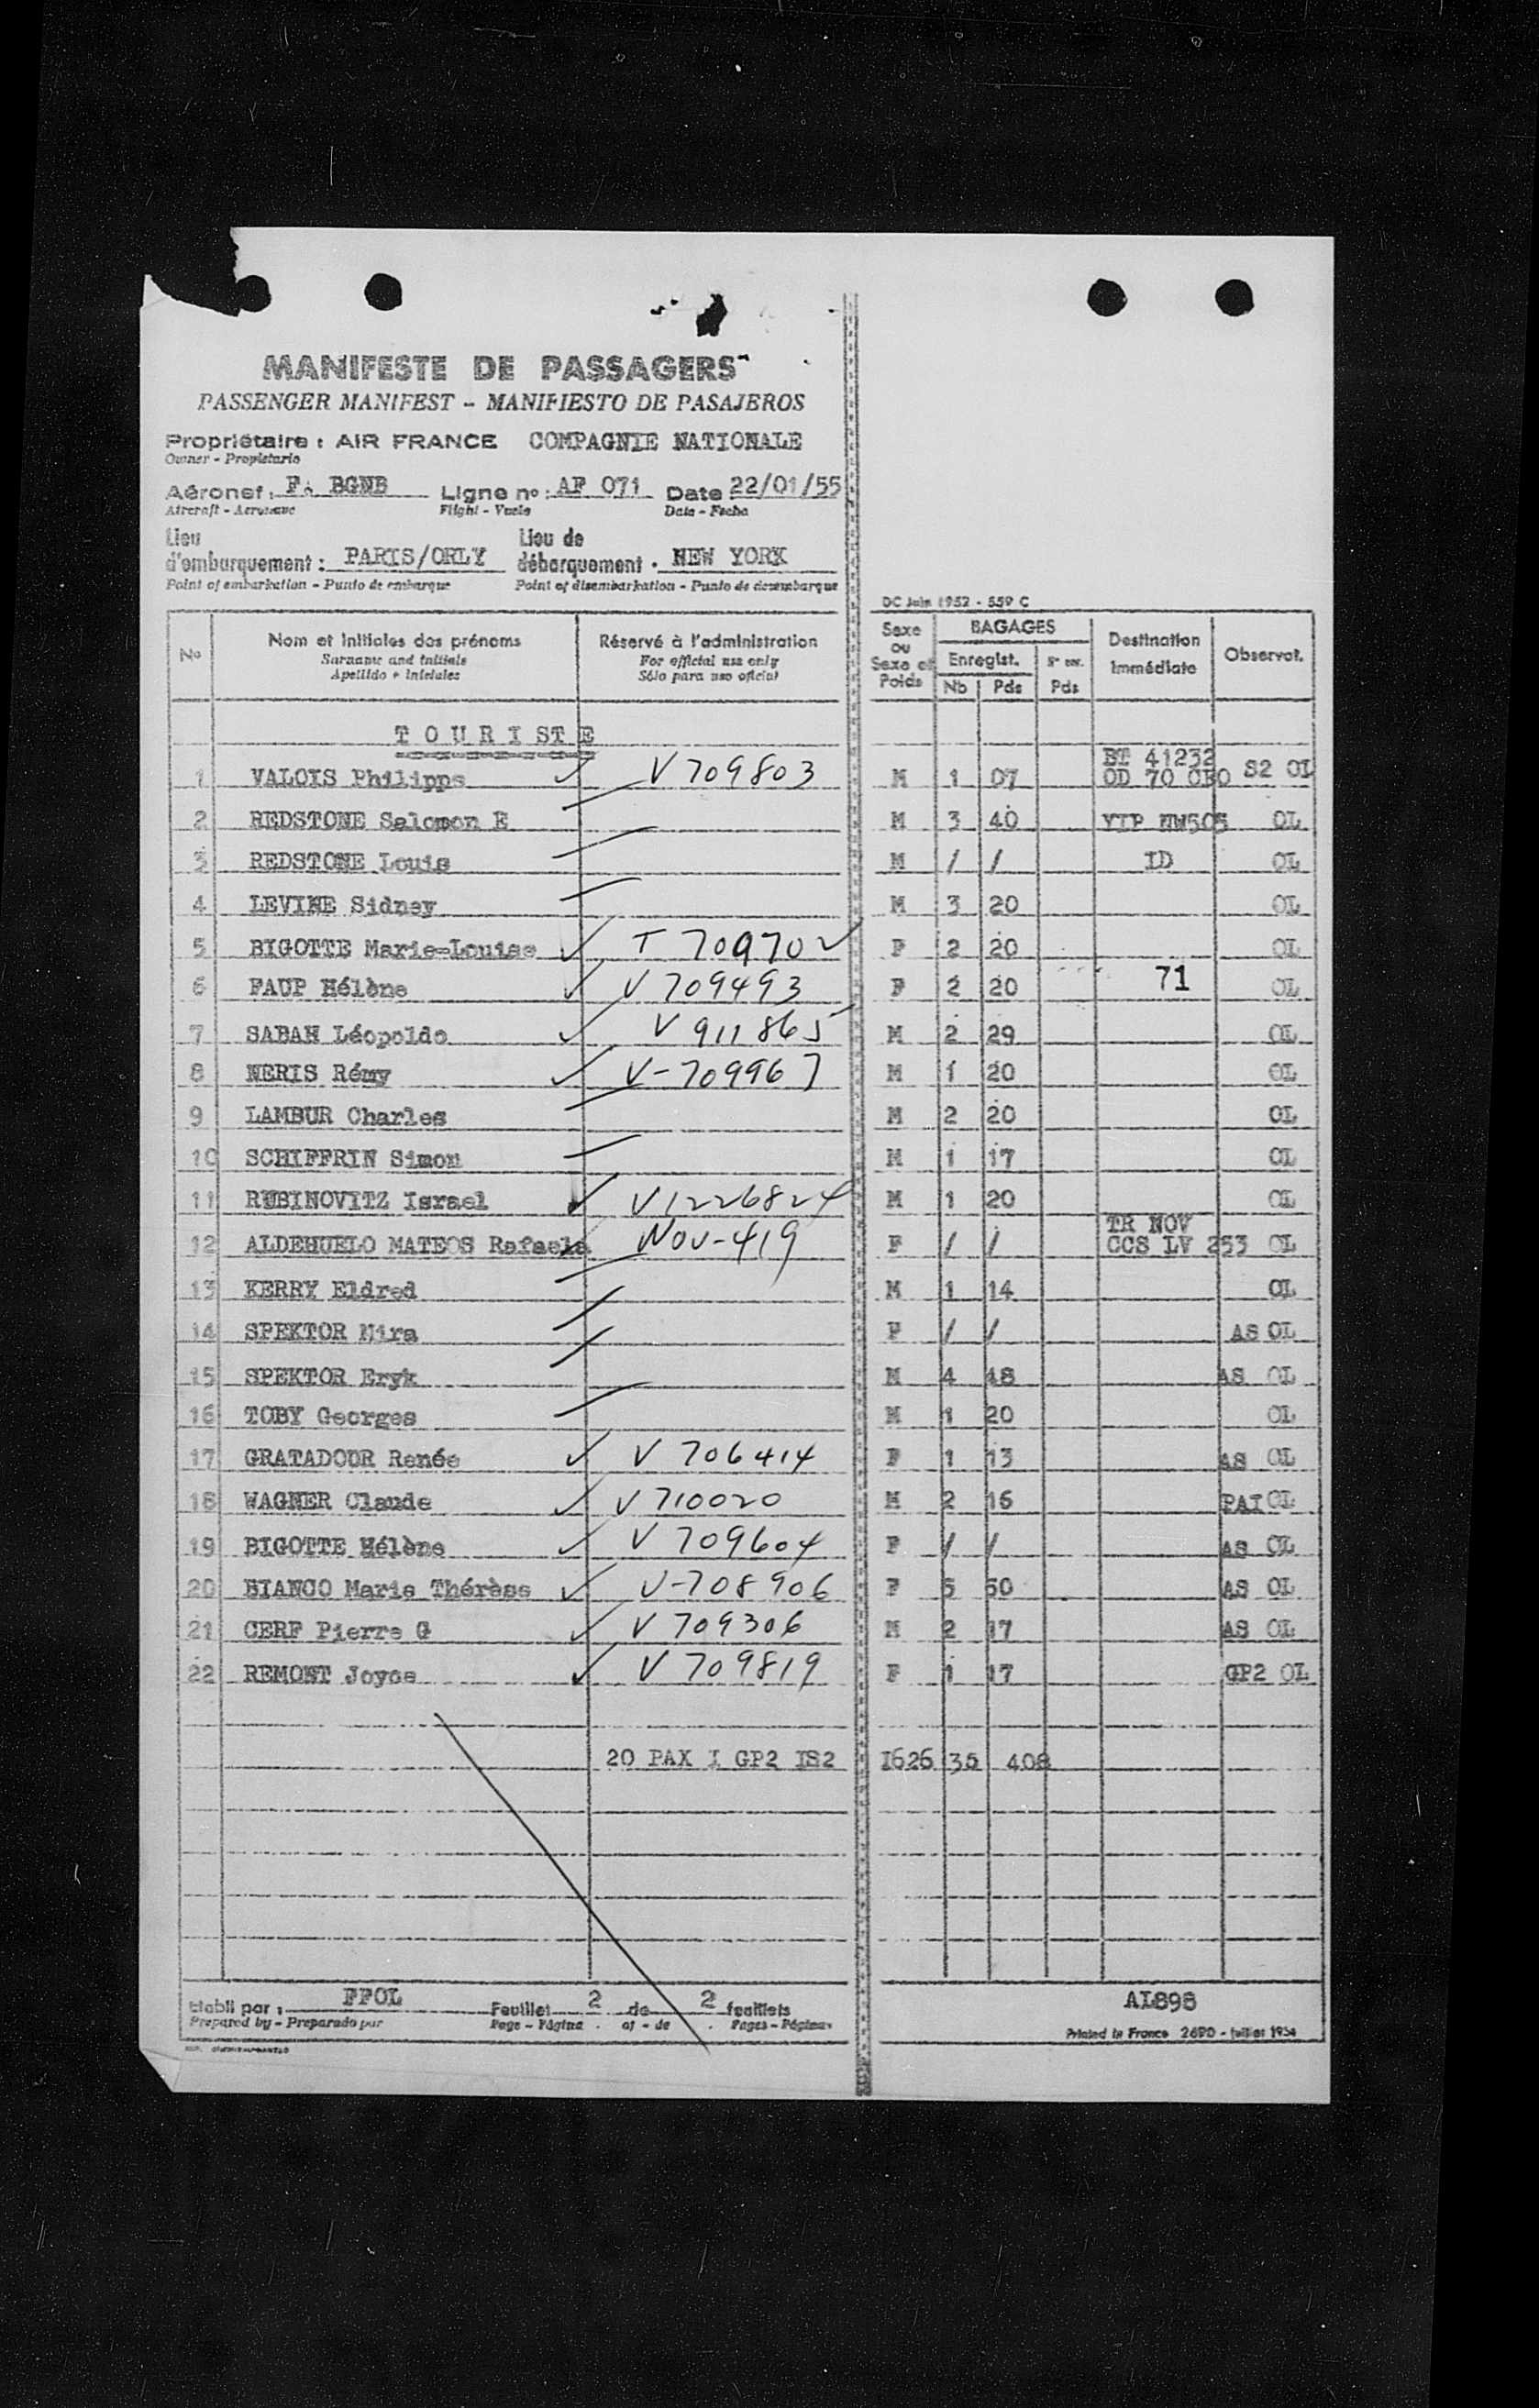 MANIFESTE DE PASSAGERS
PASSENGER MANIFEST - MANIFIESTO DE PASAJEROS
Propriétaire : AIR FRANCE COMPAGNIE NATIONALE
Owner - Propietario
Aéronef : F. BGNB Ligne no : AF 071 Date 22/01/55
Aircraft - Aeronave Flight - Vuelo Date - Fecha
Lieu d'embarquement : PARIS/ORLY Lieu de débarquement . NEW YORK
Point of embarkation - Punto de embarque Point of disembarkation - Punto de desembarque
DC Juin 1952 - 559 C
No Nom et initiales des prénoms Réservé à l'administration Sexe ou Sexe et Poids BAGAGES Destination immédiate Observat.
Surname and initials For official use only Enregist.
Apellido e iniciales Sólo para uso oficial Nb Pds Pds
T O U R I S T E
1 VALOIS Philippe V 709803 M 1 07 BT 41232 OD 70 CEO S2 OL
2 REDSTONE Salomon E M 3 40 YIP NW505 OL
3 REDSTONE Louis M / / ID OL
4 LEVINE Sidney M 3 20 OL
5 BIGOTTE Marie-Louise T 70970 F 2 20 OL
6 FAUP Hélène V 709493 F 2 20 71 OL
7 SABAH Léopoldo V 911865 M 2 29 OL
8 NERIS Rémy V-709967 M 1 20 OL
9 LAMBUR Charles M 2 20 OL
10 SCHIFFRIN Simon M 1 17 OL
11 RUBINOVITZ Israel V1226824 M 1 20 OL
12 ALDEHUELO MATEOS Rafaela Nov-419 F / / TR NOV CCS LV 253 OL
13 KERRY Eldred M 1 14 OL
14 SPEKTOR Mira F / / AS OL
15 SPEKTOR Eryk M 4 48 AS OL
16 TOBY Georges M 1 20 OL
17 GRATADOUR Renée V 706414 F 1 13 AS OL
18 WAGNER Claude V 710020 M 2 16 PAI OL
19 BIGOTTE Hélène V 709604 F / / AS OL
20 BIANCO Marie Thérèse V-708906 F 5 50 AS OL
21 CERF Pierre G V 709306 M 2 17 AS OL
22 REMONT Joyce V 709819 F 1 17 GP2 OL
20 PAX I GP2 IS2 I626 35 408
Etabli par : FFOL Feuillet 2 de 2 feuillets AL898
Prepared by - Preparado por Page - Página of - de Pages - Páginas
Printed in France 2690 - Juillet 1954